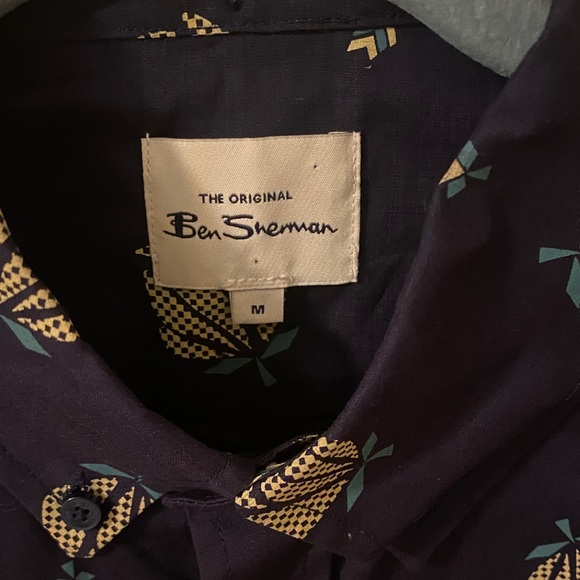 THE ORIGINAL
Ben Sherman
M